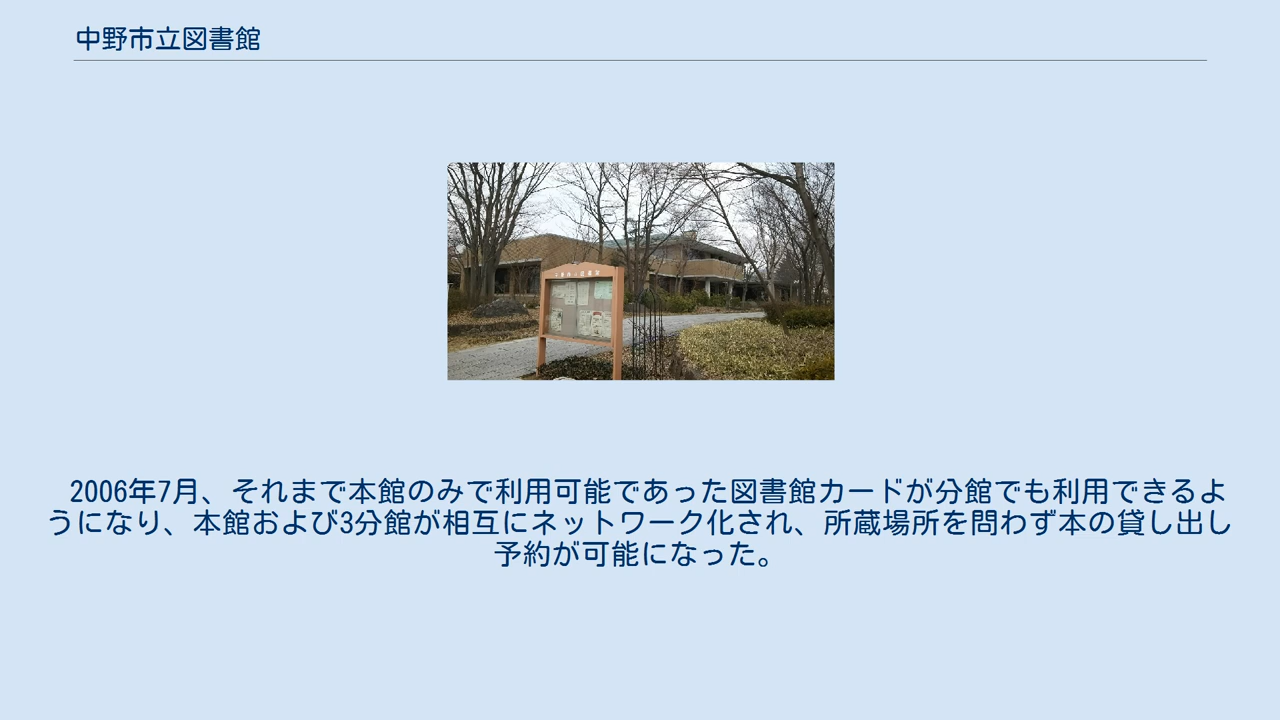 中野市立図書館
2006年7月、それまで本館のみで利用可能であった図書館カードが分館でも利用できるよ
うになり、本館および3分館が相互にネットワーク化され、所蔵場所を問わず本の貸し出し
予約が可能になった。